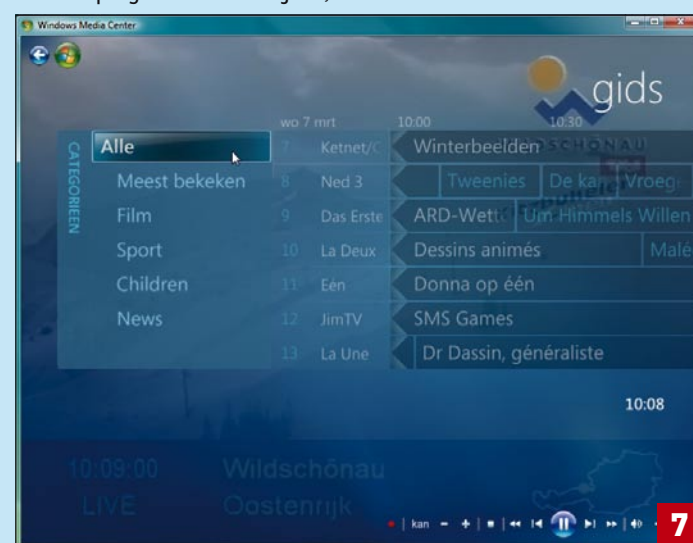 Windows Media Center
gids
wo 7 mrt 10:00 10:30
CATEGORIEEN
Alle
Meest bekeken
Film
Sport
Children
News
7 Ketnet/C Winterbeelden
8 Ned 3 Tweenies De kar Vroeg
9 Das Erste ARD-Wett Um Himmels Willen
10 La Deux Dessins animés Malé
11 Eén Donna op één
12 JimTV SMS Games
13 La Une Dr Dassin, généraliste
10:08
10:09:00 Wildschönau
LIVE Oostenrijk
kan
7